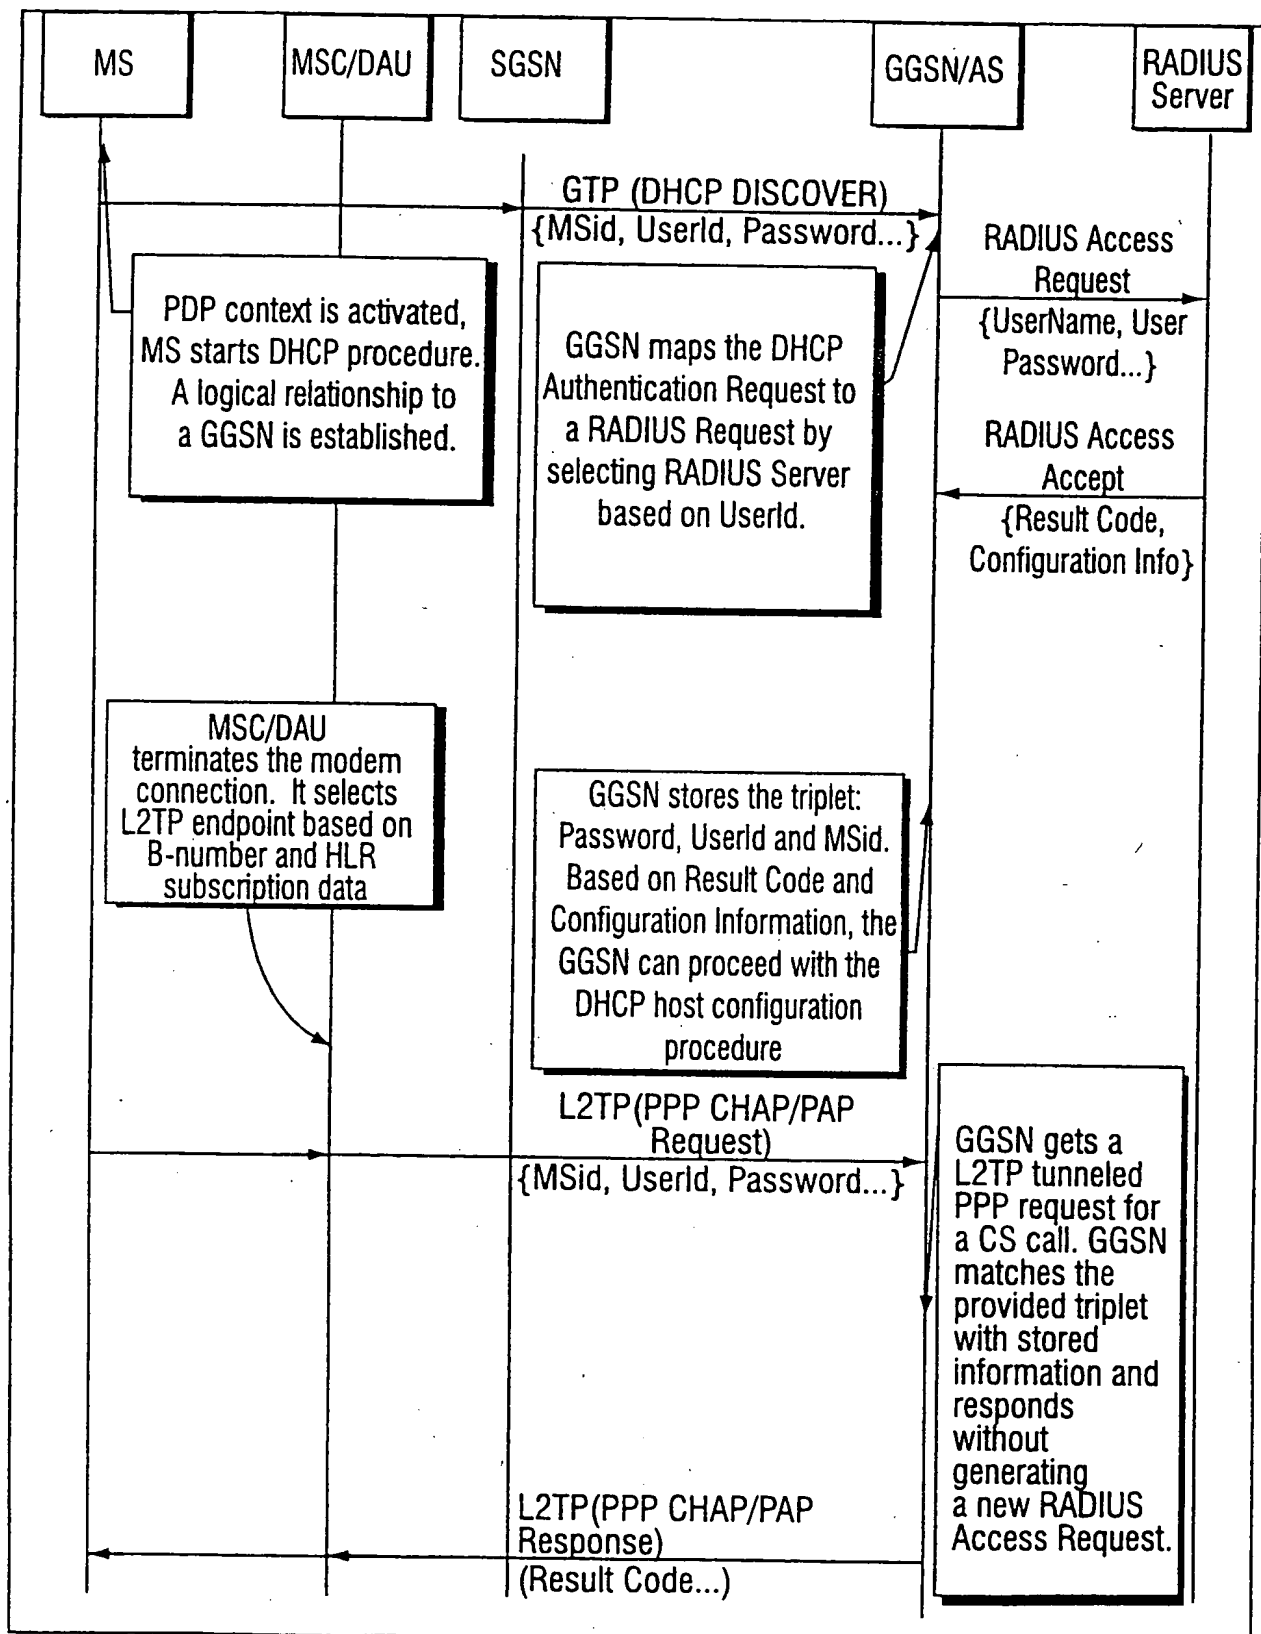 MS
MSC/DAU
SGSN
GGSN/AS
RADIUS
Server
GTP (DHCP DISCOVER)
{MSid, UserId, Password...}
RADIUS Access
Request
{UserName, User
Password...}
PDP context is activated,
MS starts DHCP procedure.
A logical relationship to
a GGSN is established.
GGSN maps the DHCP
Authentication Request to
a RADIUS Request by
selecting RADIUS Server
based on UserId.
RADIUS Access
Accept
{Result Code,
Configuration Info}
MSC/DAU
terminates the modem
connection. It selects
L2TP endpoint based on
B-number and HLR
subscription data
GGSN stores the triplet:
Password, UserId and MSid.
Based on Result Code and
Configuration Information, the
GGSN can proceed with the
DHCP host configuration
procedure
L2TP(PPP CHAP/PAP
Request)
{MSid, UserId, Password...}
GGSN gets a
L2TP tunneled
PPP request for
a CS call. GGSN
matches the
provided triplet
with stored
information and
responds
without
generating
a new RADIUS
Access Request.
L2TP(PPP CHAP/PAP
Response)
(Result Code...)